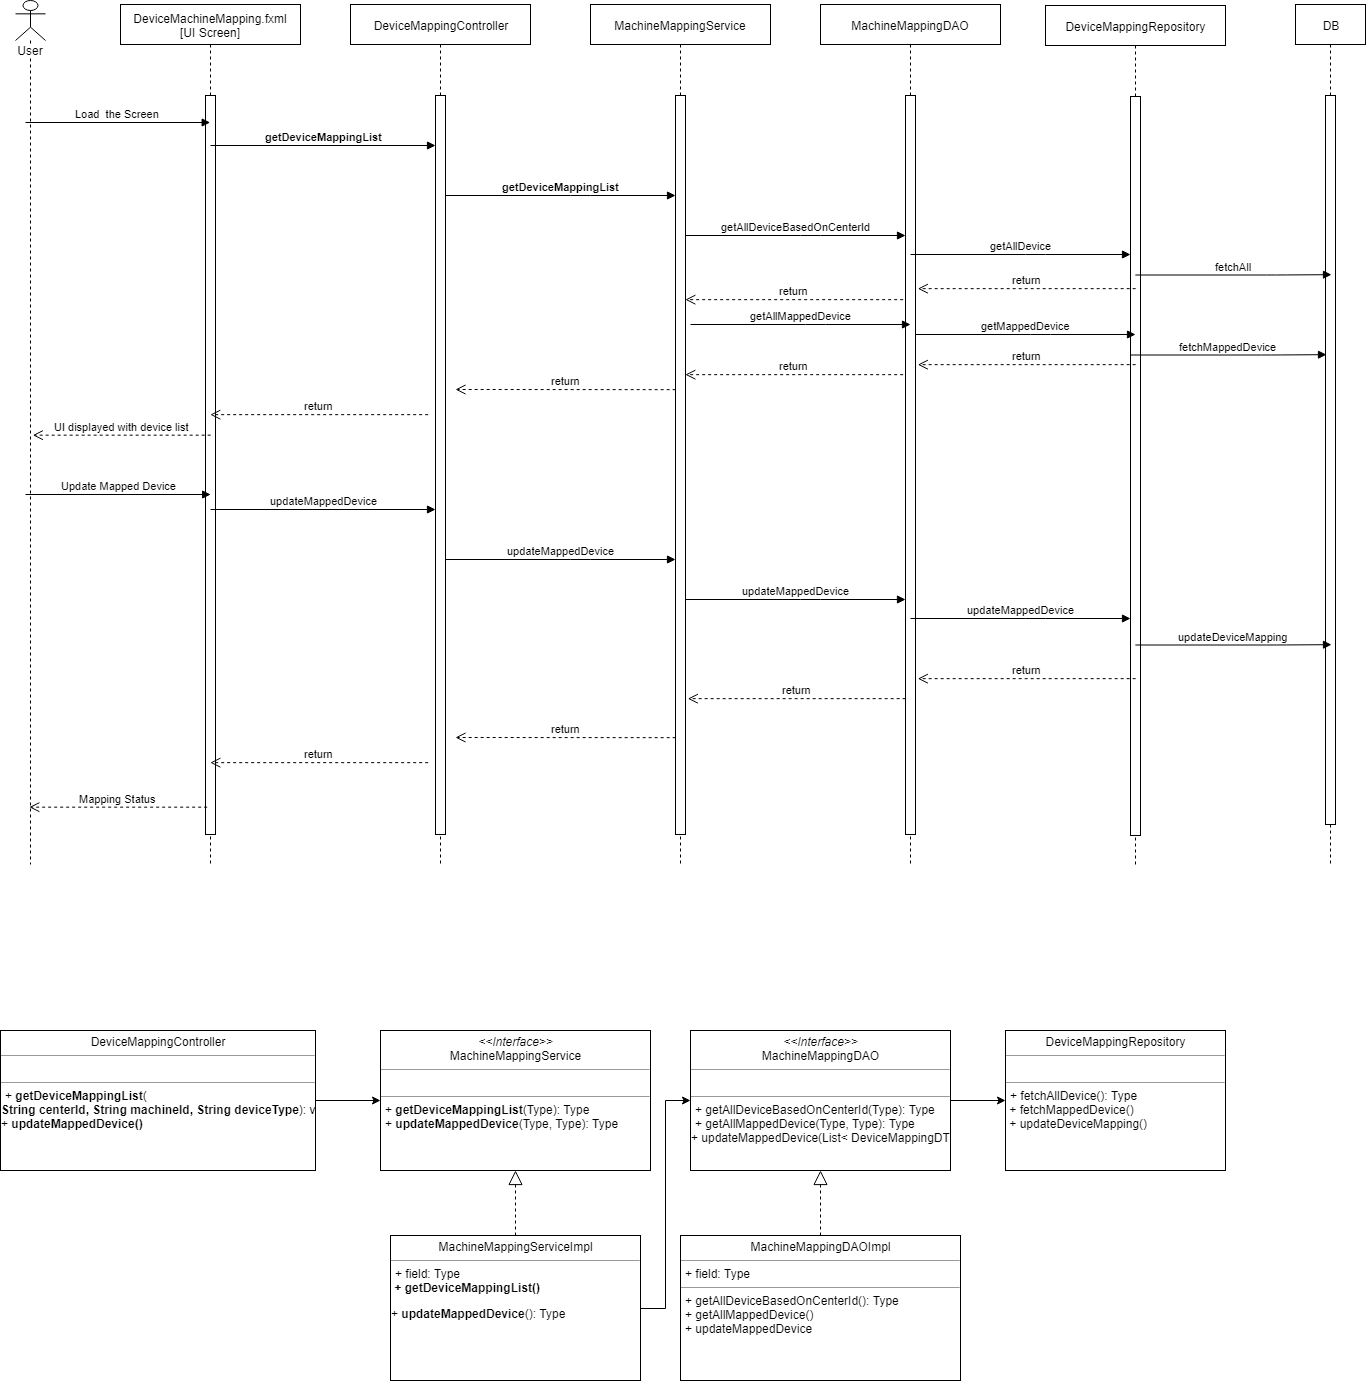 User
DeviceMachineMapping.fxml
[UI Screen]
DeviceMappingController
MachineMappingService
MachineMappingDAO
DeviceMappingRepository
DB
Load  the Screen
getDeviceMappingList
getDeviceMappingList
getAllDeviceBasedOnCenterId
getAllDevice
fetchAll
return
return
getAllMappedDevice
getMappedDevice
fetchMappedDevice
return
return
return
return
UI displayed with device list
Update Mapped Device
updateMappedDevice
updateMappedDevice
updateMappedDevice
updateMappedDevice
updateDeviceMapping
return
return
return
return
Mapping Status
DeviceMappingController
+ getDeviceMappingList(
String centerId, String machineId, String deviceType): v
+ updateMappedDevice()
<<Interface>>
MachineMappingService
+ getDeviceMappingList(Type): Type
+ updateMappedDevice(Type, Type): Type
<<Interface>>
MachineMappingDAO
+ getAllDeviceBasedOnCenterId(Type): Type
+ getAllMappedDevice(Type, Type): Type
+ updateMappedDevice(List< DeviceMappingDT
DeviceMappingRepository
+ fetchAllDevice(): Type
+ fetchMappedDevice()
+ updateDeviceMapping()
MachineMappingServiceImpl
+ field: Type
+ getDeviceMappingList()
+ updateMappedDevice(): Type
MachineMappingDAOImpl
+ field: Type
+ getAllDeviceBasedOnCenterId(): Type
+ getAllMappedDevice()
+ updateMappedDevice